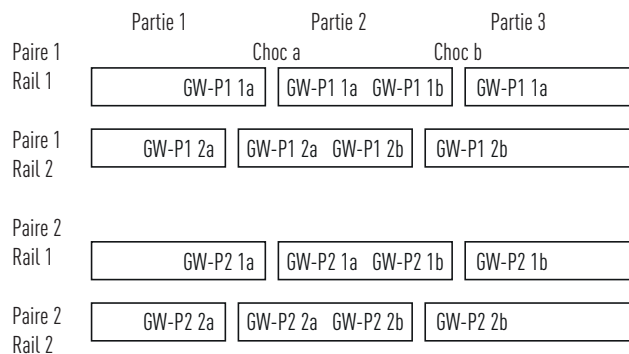 Partie 1 Partie 2 Partie 3
Paire 1 Choc a Choc b
Rail 1 GW-P1 1a GW-P1 1a GW-P1 1b GW-P1 1a
Paire 1 GW-P1 2a GW-P1 2a GW-P1 2b GW-P1 2b
Rail 2
Paire 2
Rail 1 GW-P2 1a GW-P2 1a GW-P2 1b GW-P2 1b
Paire 2 GW-P2 2a GW-P2 2a GW-P2 2b GW-P2 2b
Rail 2